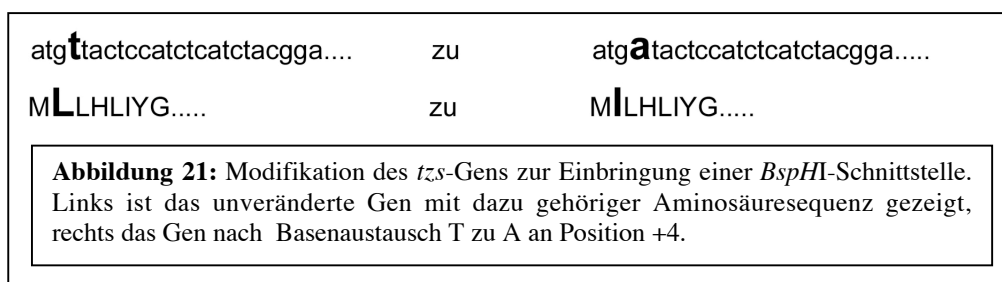 atgttactccatctcatctacgga.... zu atgatactccatctcatctacgga.....
MLLHLIYG..... zu MILHLIYG.....
Abbildung 21: Modifikation des tzs-Gens zur Einbringung einer BspHI-Schnittstelle.
Links ist das unveränderte Gen mit dazu gehöriger Aminosäuresequenz gezeigt,
rechts das Gen nach Basenaustausch T zu A an Position +4.